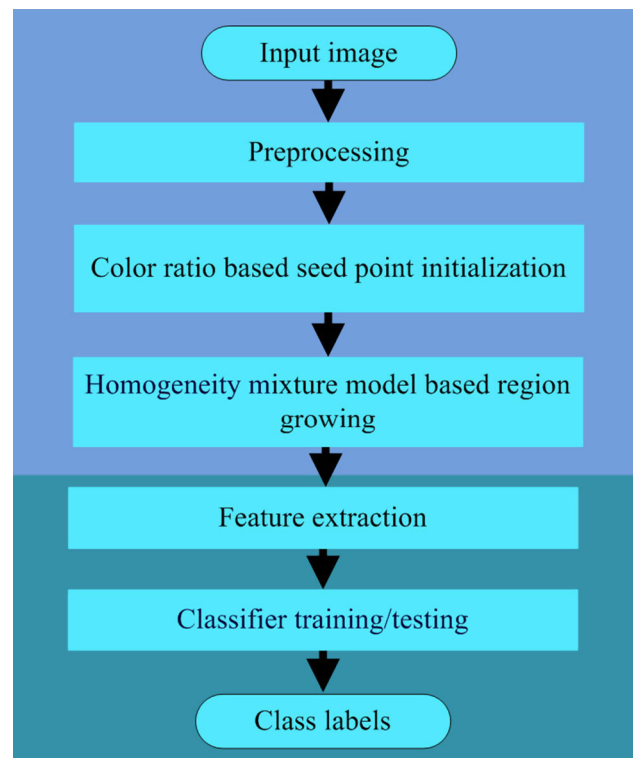 Input image
Preprocessing
Color ratio based seed point initialization
Homogeneity mixture model based region
growing
Feature extraction
Classifier training/testing
Class labels